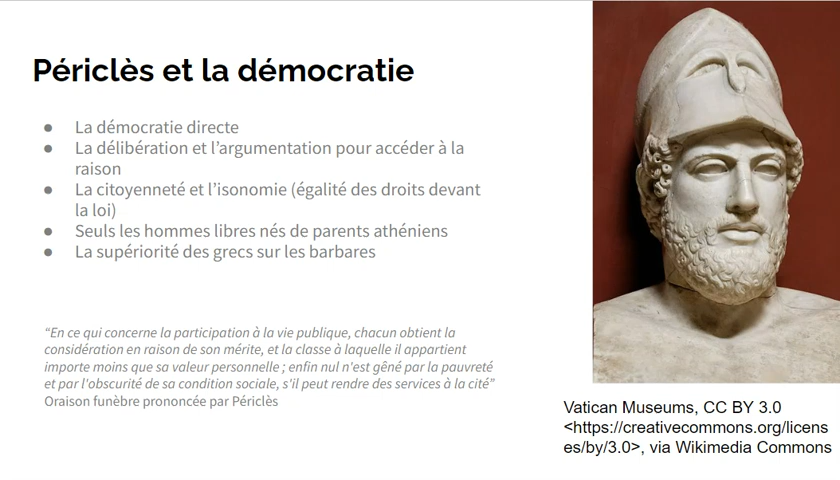 Périclès et la démocratie
● La démocratie directe
● La délibération et l'argumentation pour accéder à la
raison
● La citoyenneté et l'isonomie (égalité des droits devant
la loi)
● Seuls les hommes libres nés de parents athéniens
● La supériorité des grecs sur les barbares
“En ce qui concerne la participation à la vie publique, chacun obtient la
considération en raison de son mérite, et la classe à laquelle il appartient
importe moins que sa valeur personnelle ; enfin nul n'est gêné par la pauvreté
et par l'obscurité de sa condition sociale, s'il peut rendre des services à la cité”
Oraison funèbre prononcée par Périclès
Vatican Museums, CC BY 3.0
<https://creativecommons.org/licens
es/by/3.0>, via Wikimedia Commons